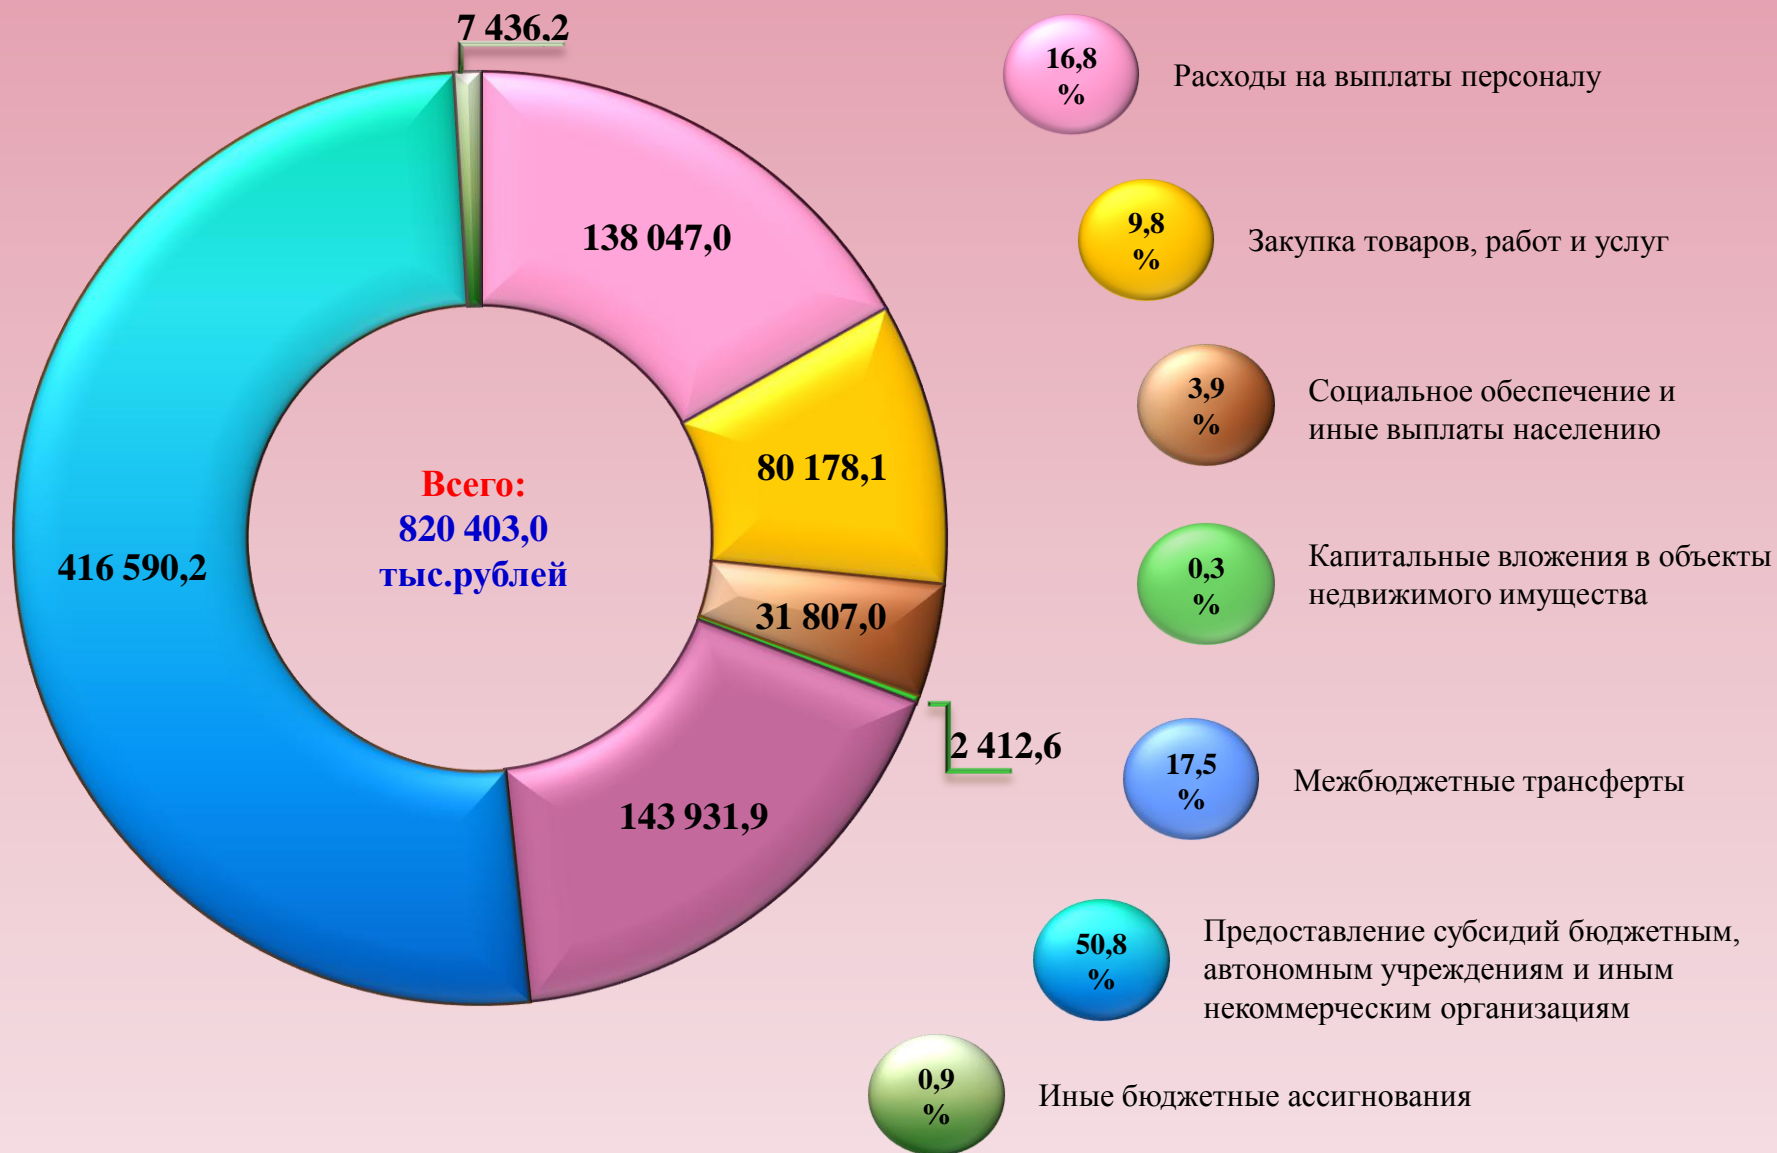 7 436,2
138 047,0
80 178,1
31 807,0
2 412,6
143 931,9
416 590,2
Всего:
820 403,0
тыс.рублей
16,8
%
Расходы на выплаты персоналу
9,8
%
Закупка товаров, работ и услуг
3,9
%
Социальное обеспечение и
иные выплаты населению
0,3
%
Капитальные вложения в объекты
недвижимого имущества
17,5
%
Межбюджетные трансферты
50,8
%
Предоставление субсидий бюджетным,
автономным учреждениям и иным
некоммерческим организациям
0,9
%
Иные бюджетные ассигнования